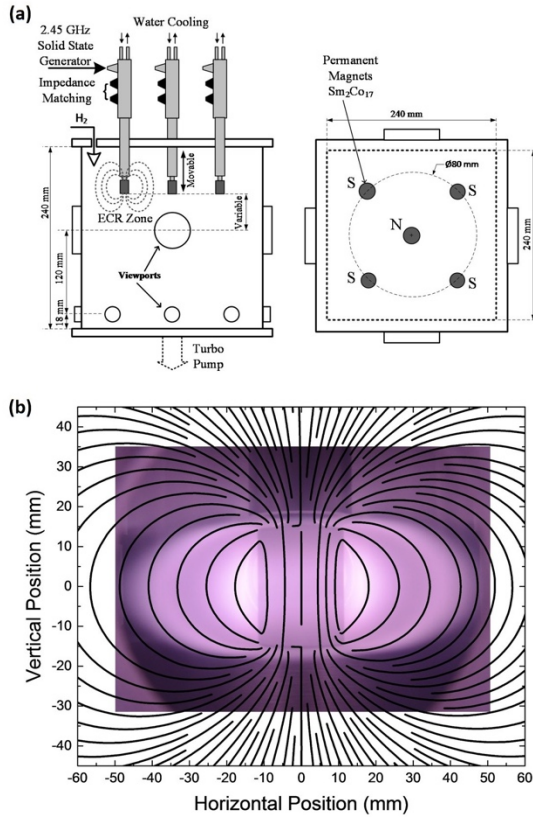 (a)
Water Cooling
2.45 GHz
Solid State
Generator
Impedance
Matching
H₂
Movable
ECR Zone
Variable
Viewports
240 mm
120 mm
18 mm
Turbo
Pump
Permanent
Magnets
Sm₂Co₁₇
240 mm
Ø80 mm
S
S
N
S
S
240 mm
(b)
Vertical Position (mm)
40
30
20
10
0
-10
-20
-30
-40
-60 -50 -40 -30 -20 -10 0 10 20 30 40 50 60
Horizontal Position (mm)